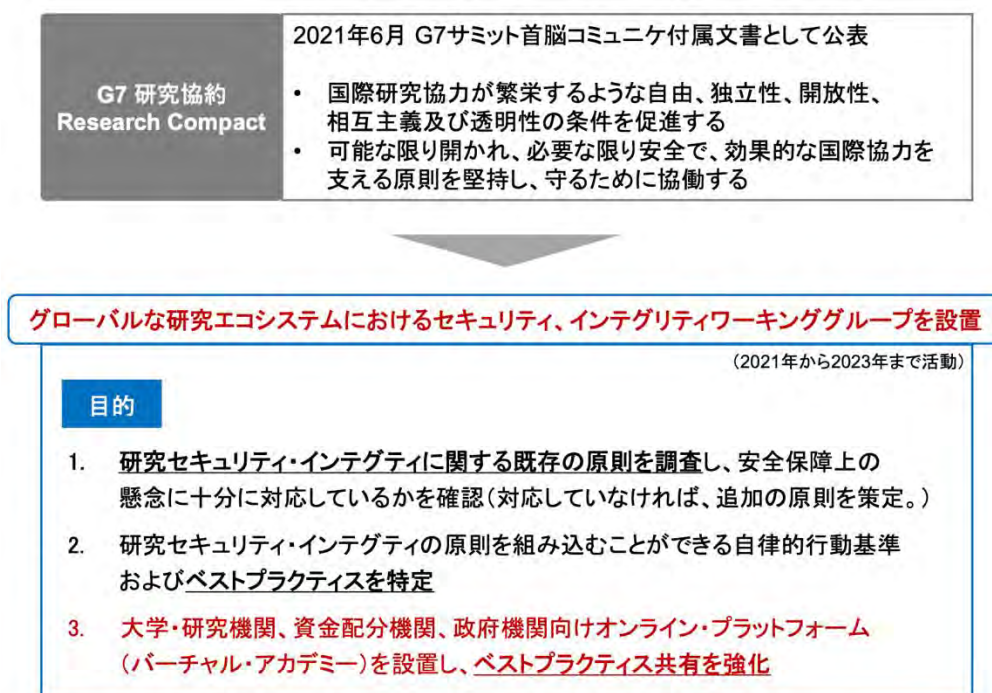 2021年6月 G7サミット首脳コミュニケ付属文書として公表
G7 研究協約
Research Compact
• 国際研究協力が繁栄するような自由、独立性、開放性、
相互主義及び透明性の条件を促進する
• 可能な限り開かれ、必要な限り安全で、効果的な国際協力を
支える原則を堅持し、守るために協働する
グローバルな研究エコシステムにおけるセキュリティ、インテグリティワーキンググループを設置
（2021年から2023年まで活動）
目的
1. 研究セキュリティ・インテグティに関する既存の原則を調査し、安全保障上の
懸念に十分に対応しているかを確認（対応していなければ、追加の原則を策定。）
2. 研究セキュリティ・インテグティの原則を組み込むことができる自律的行動基準
およびベストプラクティスを特定
3. 大学・研究機関、資金配分機関、政府機関向けオンライン・プラットフォーム
（バーチャル・アカデミー）を設置し、ベストプラクティス共有を強化